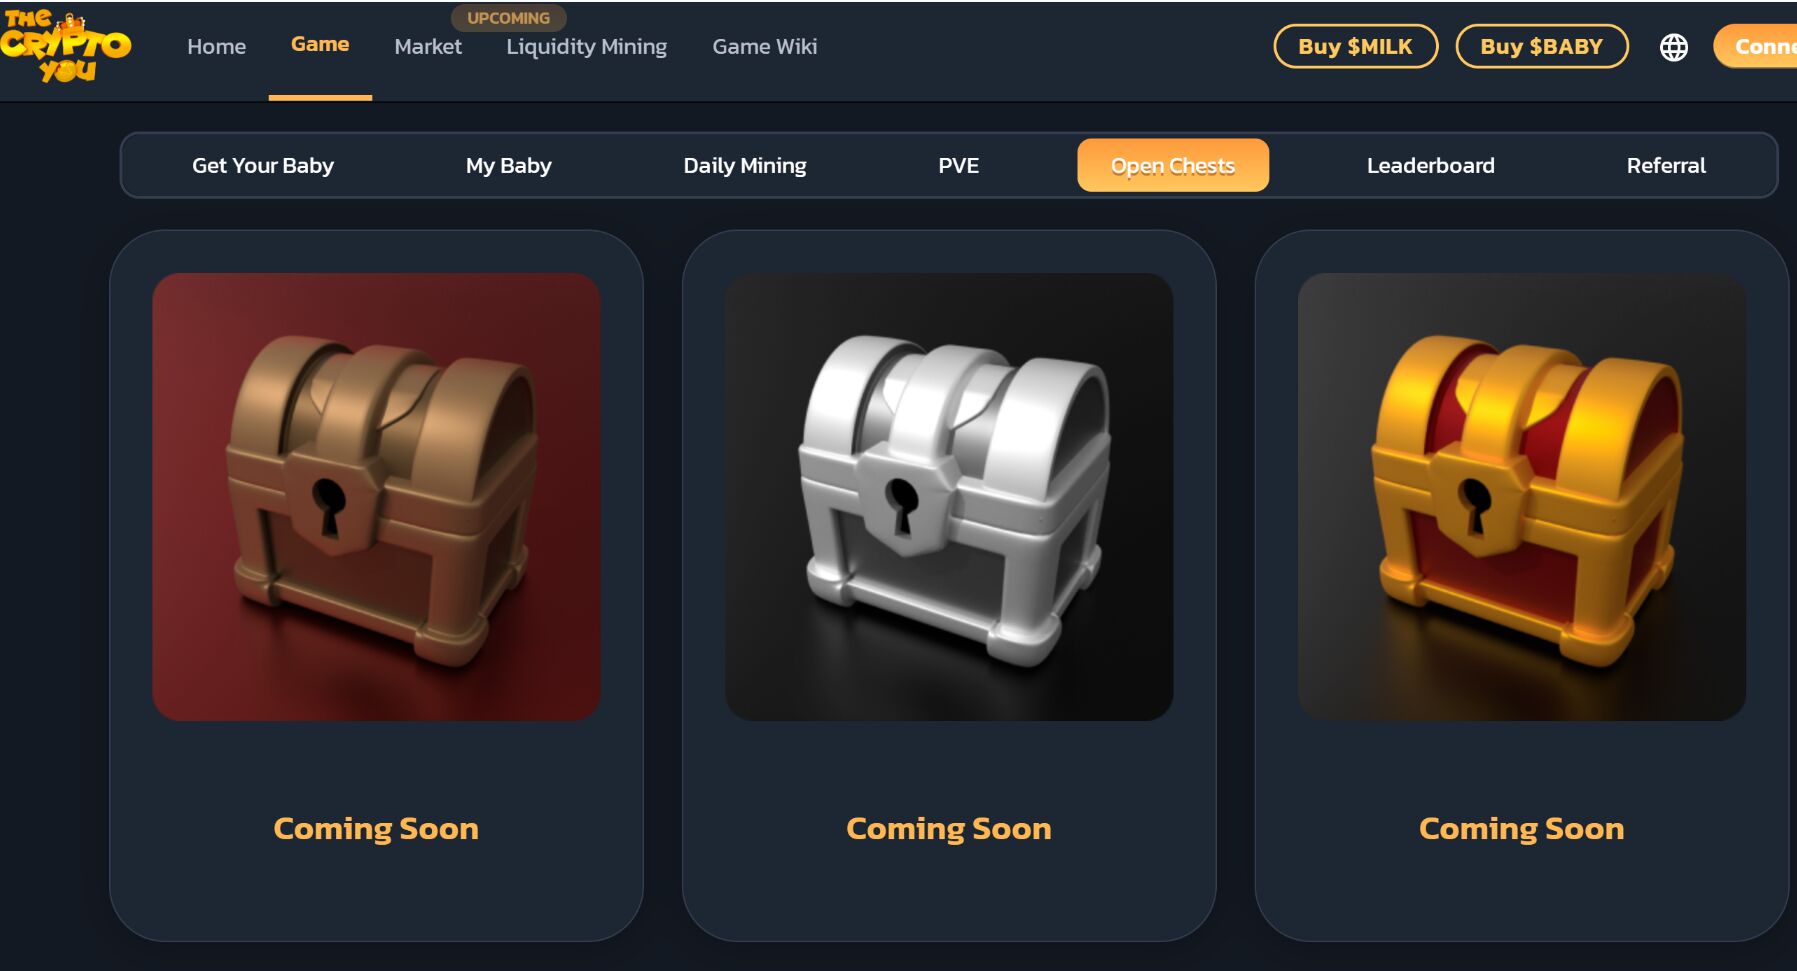 THE
CRYPTO
YOU
UPCOMING
Home
Game
Market
Liquidity Mining
Game Wiki
Buy $MILK
Buy $BABY
Conne
Get Your Baby
My Baby
Daily Mining
PVE
Open Chests
Leaderboard
Referral
Coming Soon
Coming Soon
Coming Soon